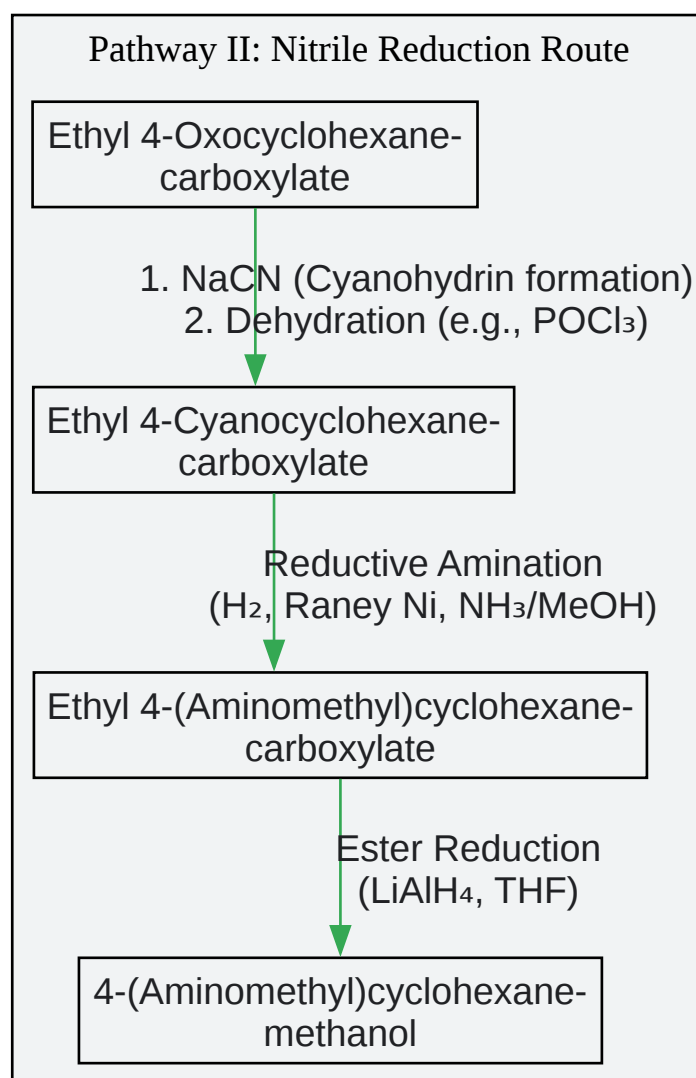 Pathway II: Nitrile Reduction Route
Ethyl 4-Oxocyclohexane-
carboxylate
1. NaCN (Cyanohydrin formation)
2. Dehydration (e.g., POCl₃)
Ethyl 4-Cyanocyclohexane-
carboxylate
Reductive Amination
(H₂, Raney Ni, NH₃/MeOH)
Ethyl 4-(Aminomethyl)cyclohexane-
carboxylate
Ester Reduction
(LiAlH₄, THF)
4-(Aminomethyl)cyclohexane-
methanol